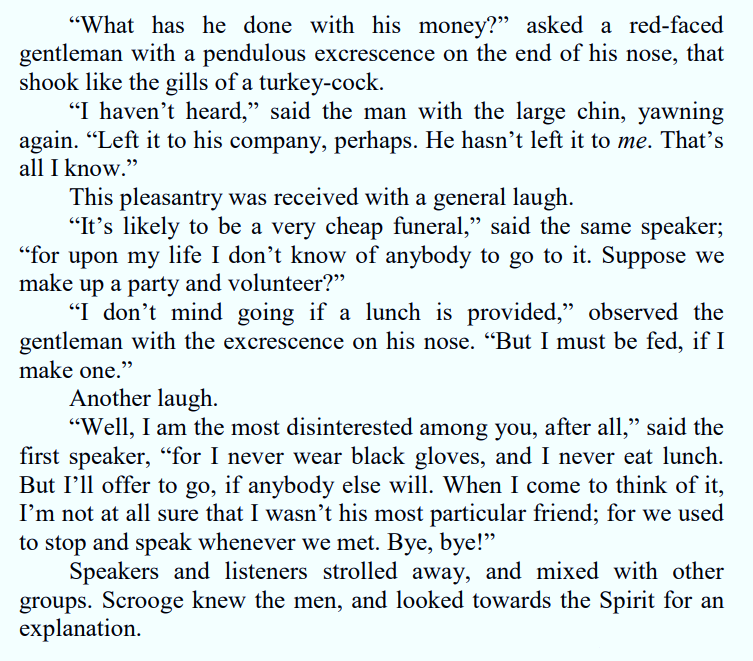 “What has he done with his money?” asked a red-faced
gentleman with a pendulous excrescence on the end of his nose, that
shook like the gills of a turkey-cock.
“I haven’t heard,” said the man with the large chin, yawning
again. “Left it to his company, perhaps. He hasn’t left it to me. That’s
all I know.”
This pleasantry was received with a general laugh.
“It’s likely to be a very cheap funeral,” said the same speaker;
“for upon my life I don’t know of anybody to go to it. Suppose we
make up a party and volunteer?”
“I don’t mind going if a lunch is provided,” observed the
gentleman with the excrescence on his nose. “But I must be fed, if I
make one.”
Another laugh.
“Well, I am the most disinterested among you, after all,” said the
first speaker, “for I never wear black gloves, and I never eat lunch.
But I’ll offer to go, if anybody else will. When I come to think of it,
I’m not at all sure that I wasn’t his most particular friend; for we used
to stop and speak whenever we met. Bye, bye!”
Speakers and listeners strolled away, and mixed with other
groups. Scrooge knew the men, and looked towards the Spirit for an
explanation.